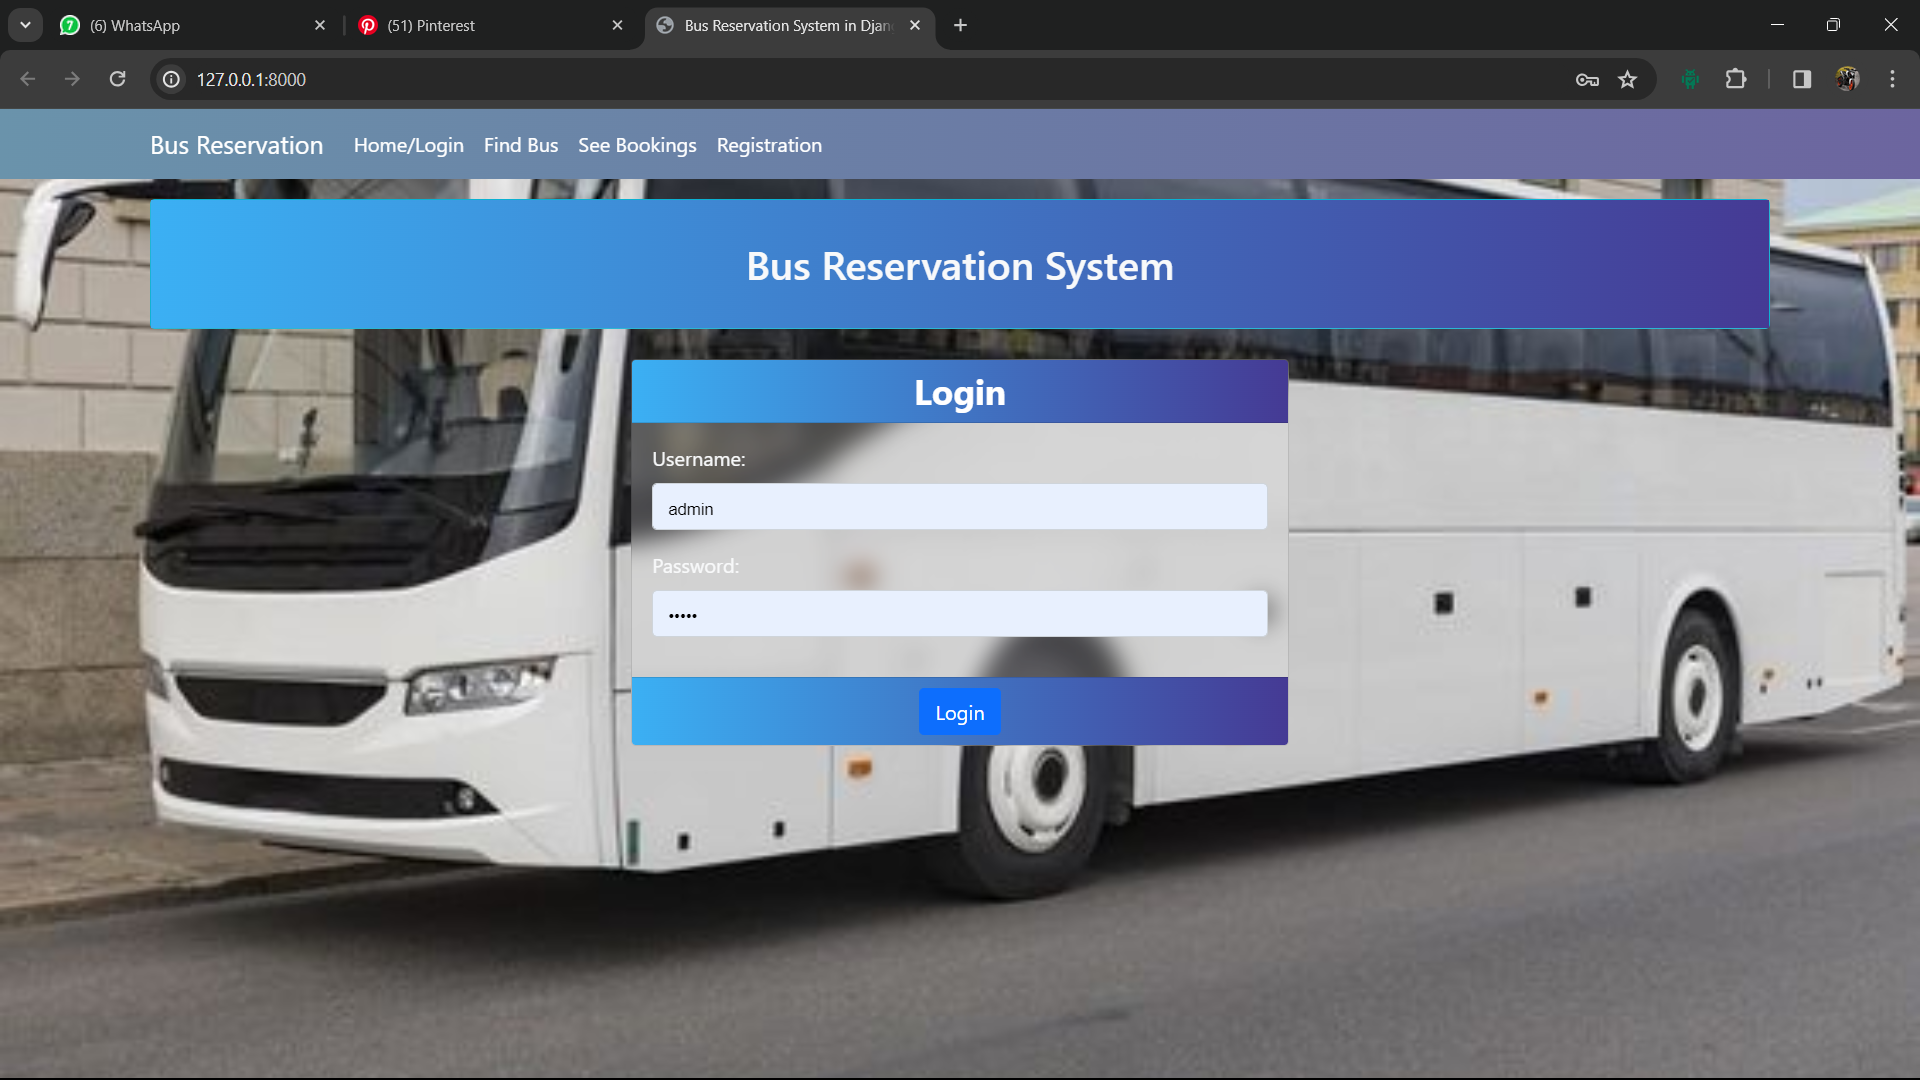 (6) WhatsApp
(51) Pinterest
Bus Reservation System in Djan
127.0.0.1:8000
Bus Reservation
Home/Login
Find Bus
See Bookings
Registration
Bus Reservation System
Login
Username:
admin
Password:
•••••
Login